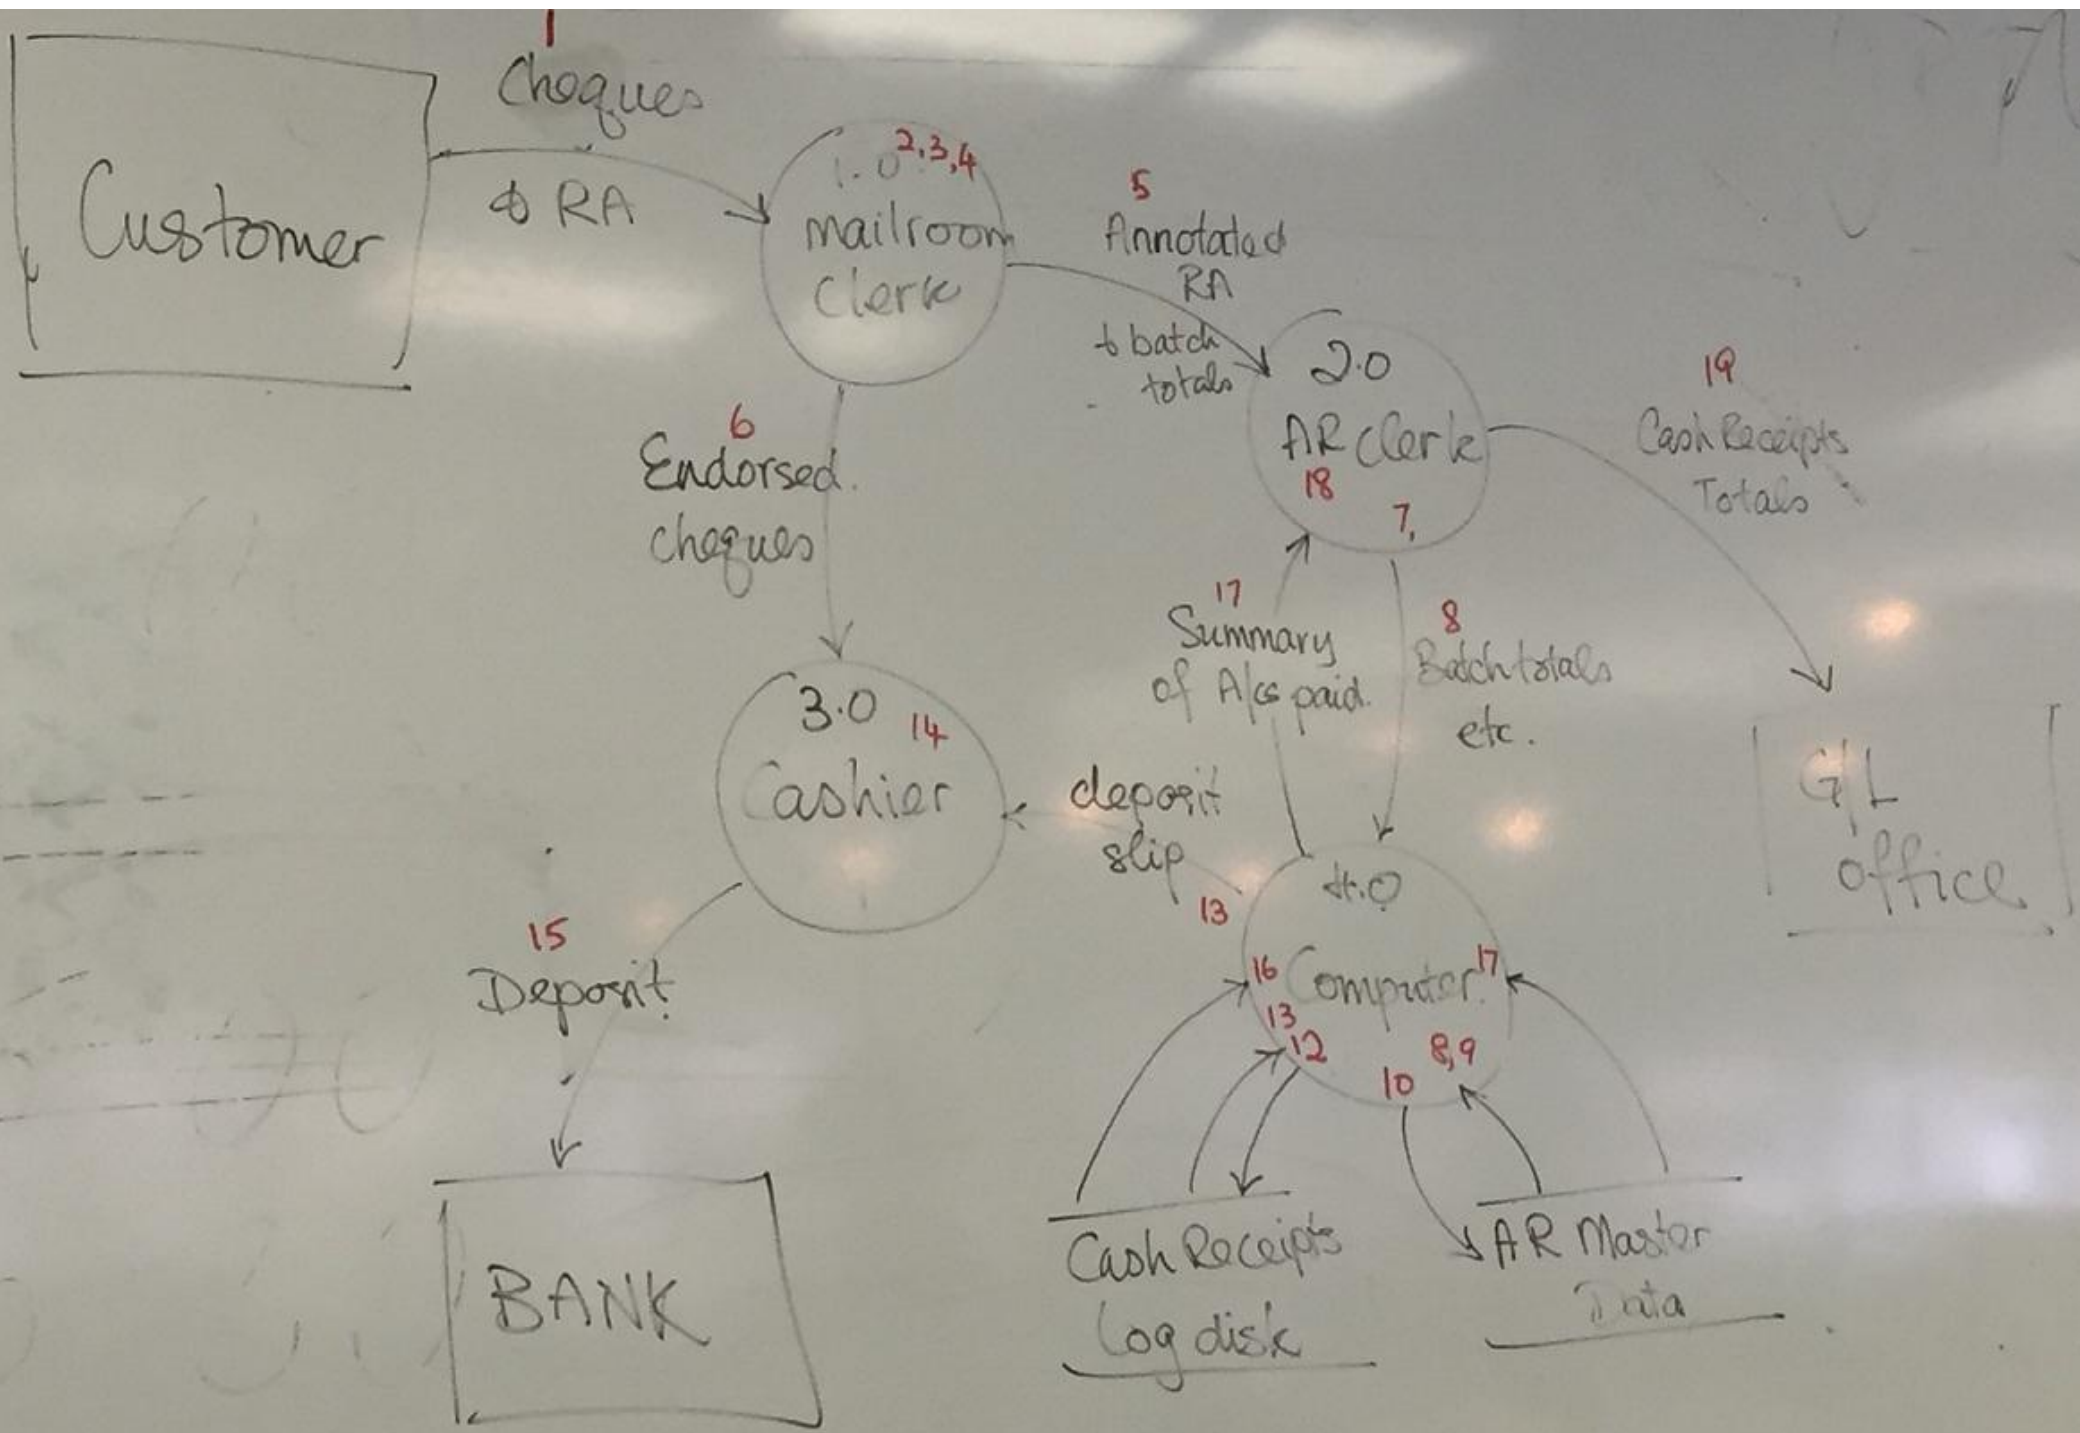 1
Cheques
& RA
Customer
1.0 2,3,4
mailroom
Clerk
5
Annotated
RA
& batch
totals
2.0
AR Clerk
18
7,
19
Cash Receipts
Totals
6
Endorsed
cheques
17
Summary
of A/cs paid
8
Batch totals
etc.
3.0 14
Cashier
deposit
slip
13
G/L
office
4.0
16 Computer 17
13
12 8,9
10
15
Deposit
BANK
Cash Receipts
Log disk
AR Master
Data